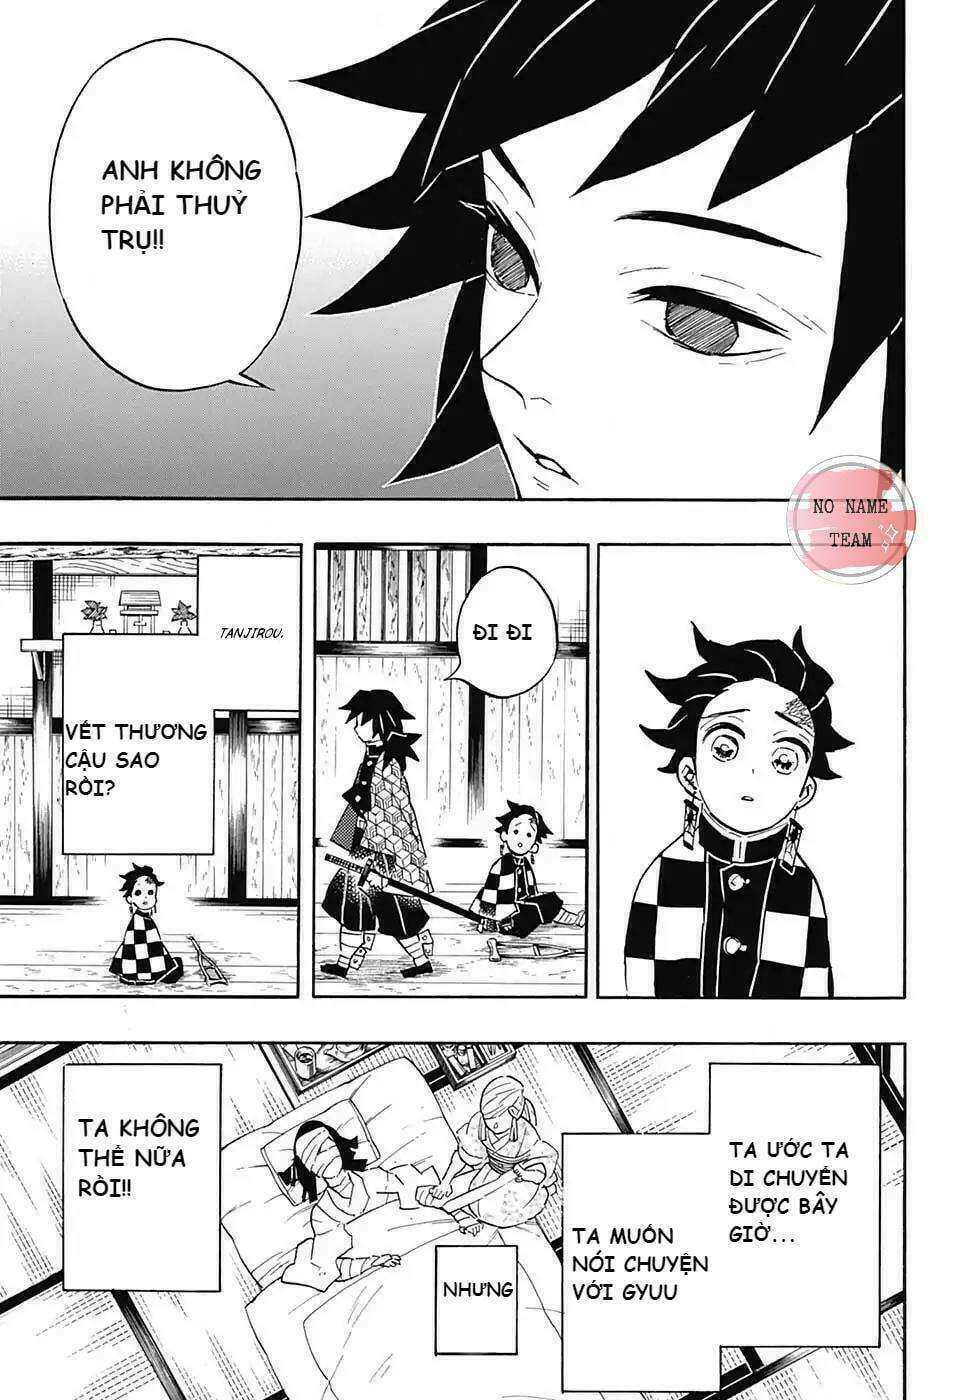 ANH KHÔNG
PHẢI THUỶ
TRỤ!!
NO NAME
TEAM
ĐI ĐI
TANJIROU.
VẾT THƯƠNG
CẬU SAO
RỒI?
TA ƯỚC TA
DI CHUYỂN
ĐƯỢC BÂY
GIỜ...
TA MUỐN
NÓI CHUYỆN
VỚI GYUU
NHƯNG
TA KHÔNG
THỂ NỮA
RỒI!!